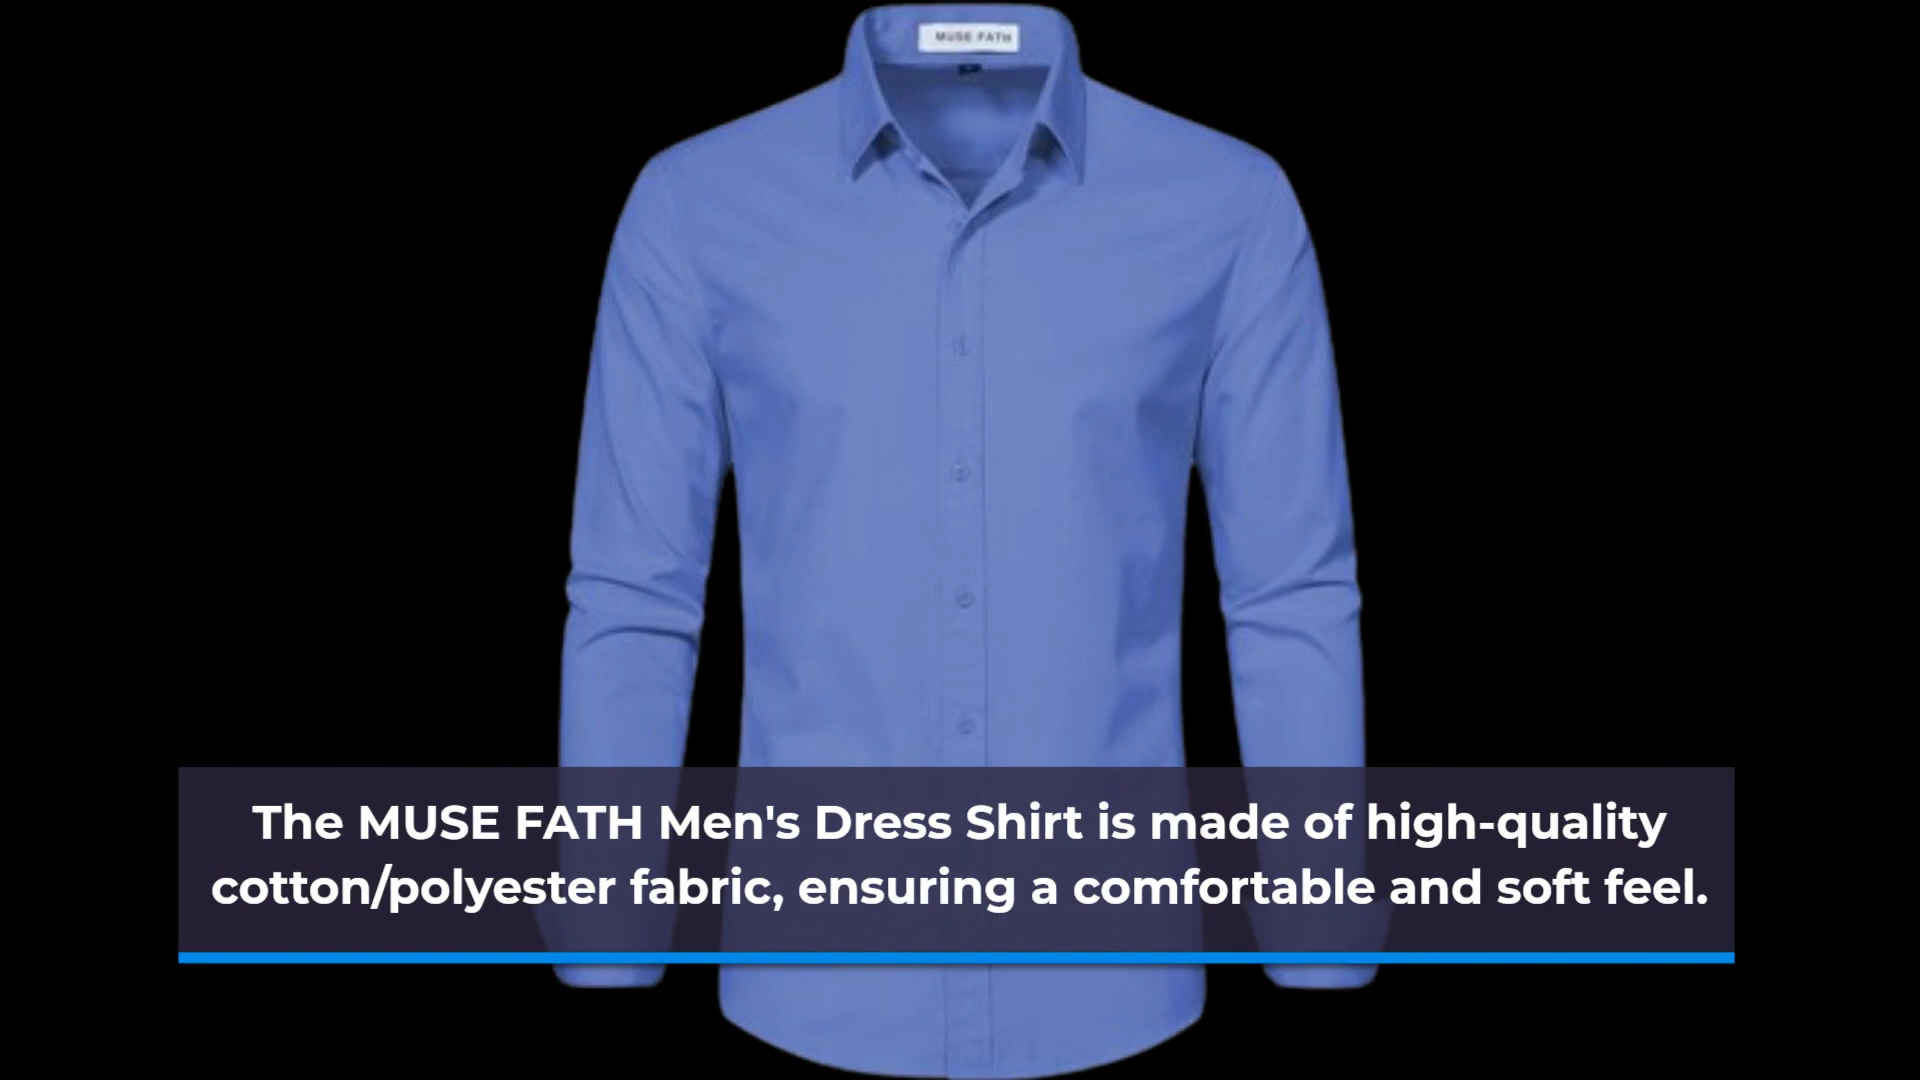 MUSE FATH
The MUSE FATH Men's Dress Shirt is made of high-quality
cotton/polyester fabric, ensuring a comfortable and soft feel.